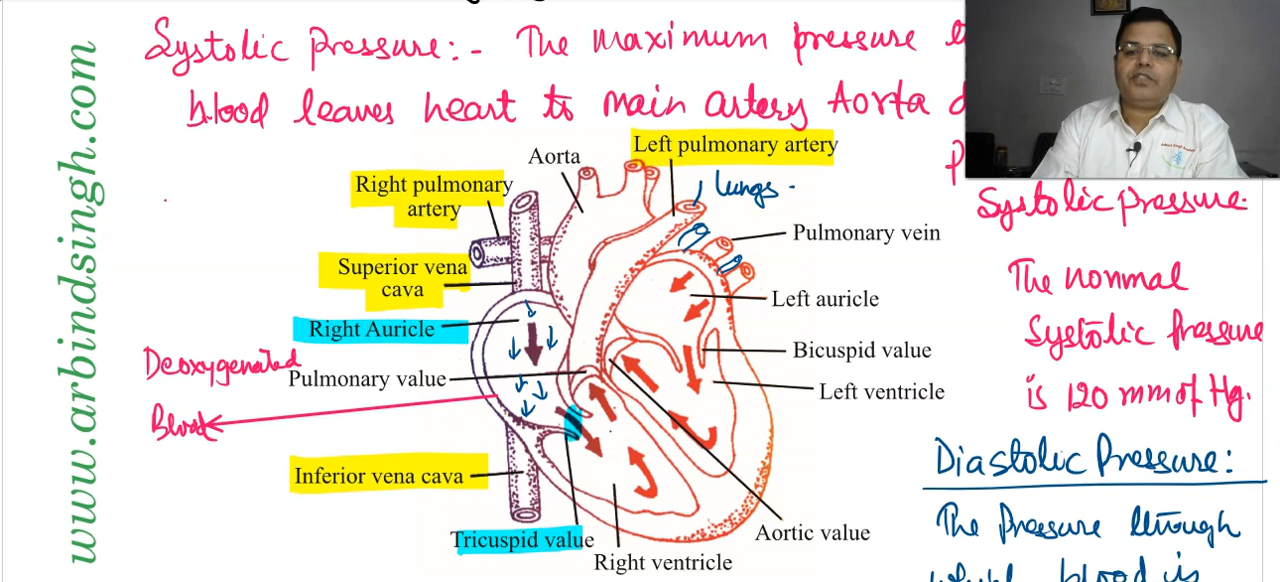 Systolic Pressure:- The maximum pressure
blood leaves heart to main artery Aorta
Systolic pressure.
Left pulmonary artery
Aorta
lungs.
Right pulmonary
artery
Pulmonary vein
Superior vena
cava
Left auricle
Right Auricle
Bicuspid value
Deoxygenated
Blood
Pulmonary value
Left ventricle
Inferior vena cava
Aortic value
Tricuspid value
Right ventricle
The normal
Systolic pressure
is 120 mm of Hg.
Diastolic Pressure:
The Pressure through
blood is
www.arbindsingh.com